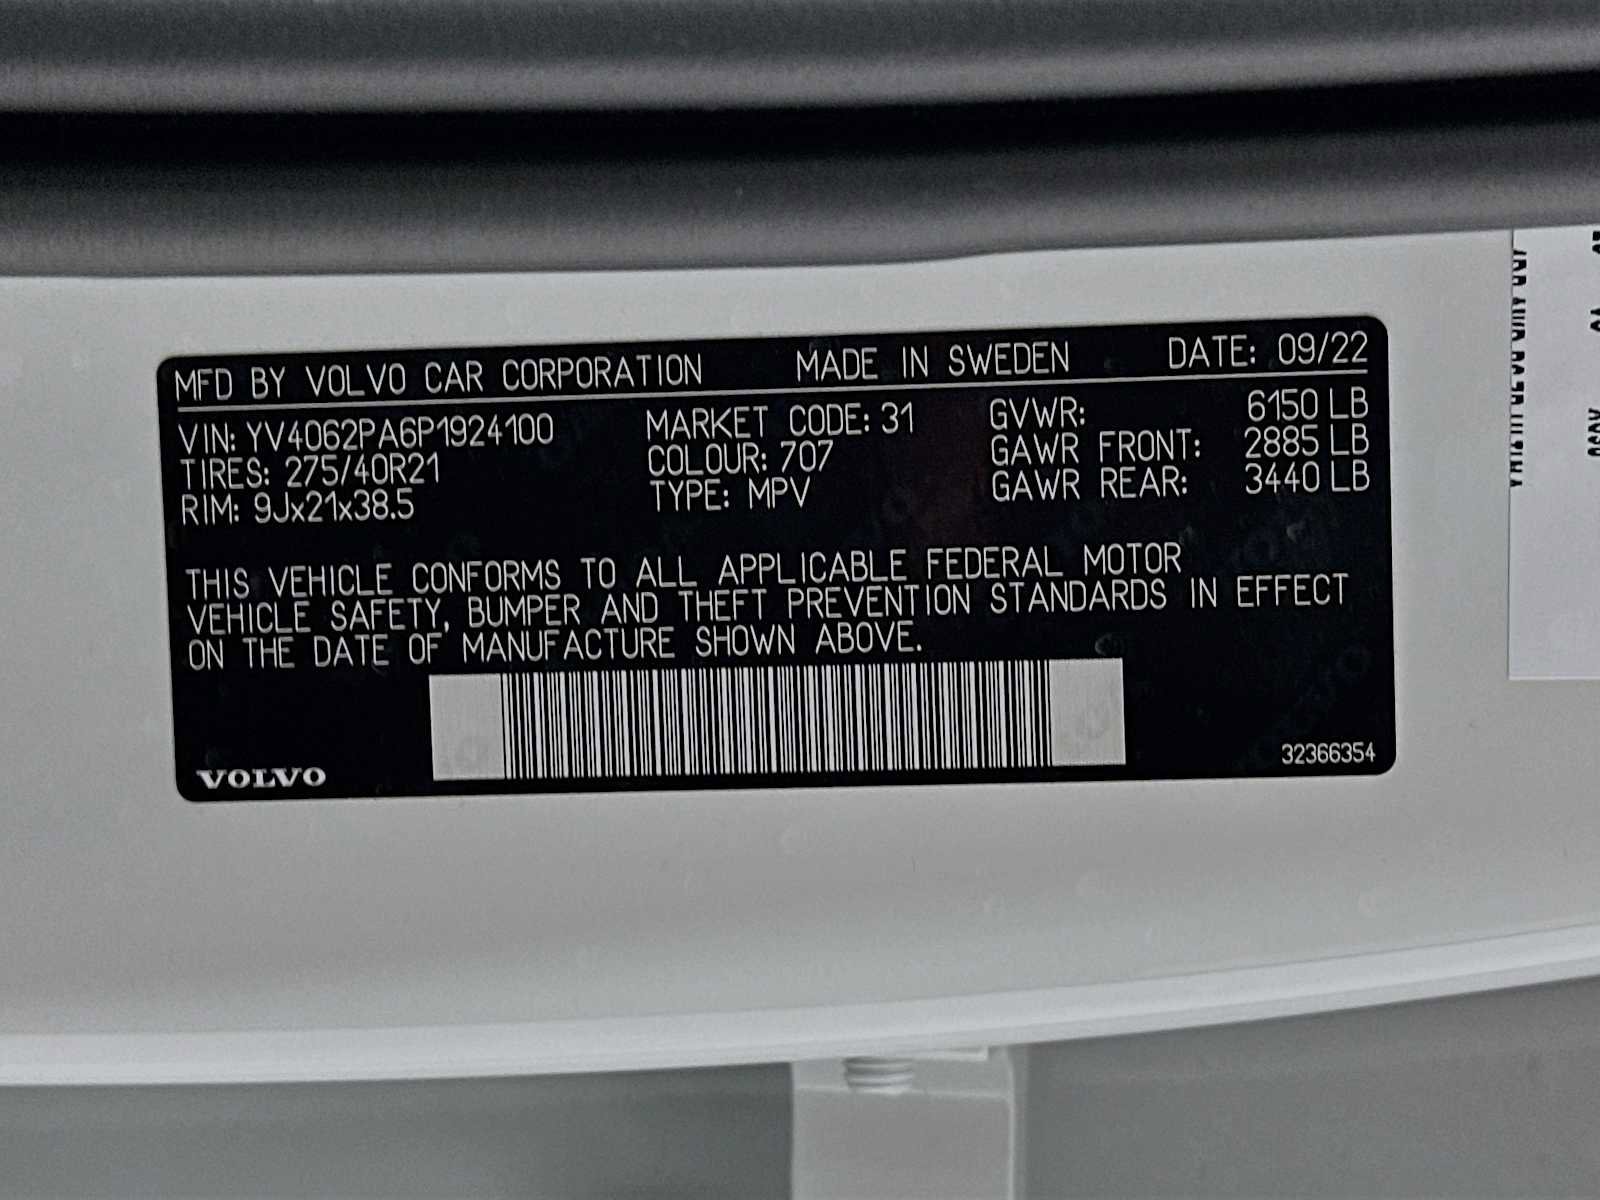 MFD BY VOLVO CAR CORPORATION MADE IN SWEDEN DATE: 09/22
VIN: YV4062PA6P1924100 MARKET CODE: 31 GVWR: 6150 LB
TIRES: 275/40R21 COLOUR: 707 GAWR FRONT: 2885 LB
RIM: 9Jx21x38.5 TYPE: MPV GAWR REAR: 3440 LB
THIS VEHICLE CONFORMS TO ALL APPLICABLE FEDERAL MOTOR
VEHICLE SAFETY, BUMPER AND THEFT PREVENTION STANDARDS IN EFFECT
ON THE DATE OF MANUFACTURE SHOWN ABOVE.
VOLVO 32366354